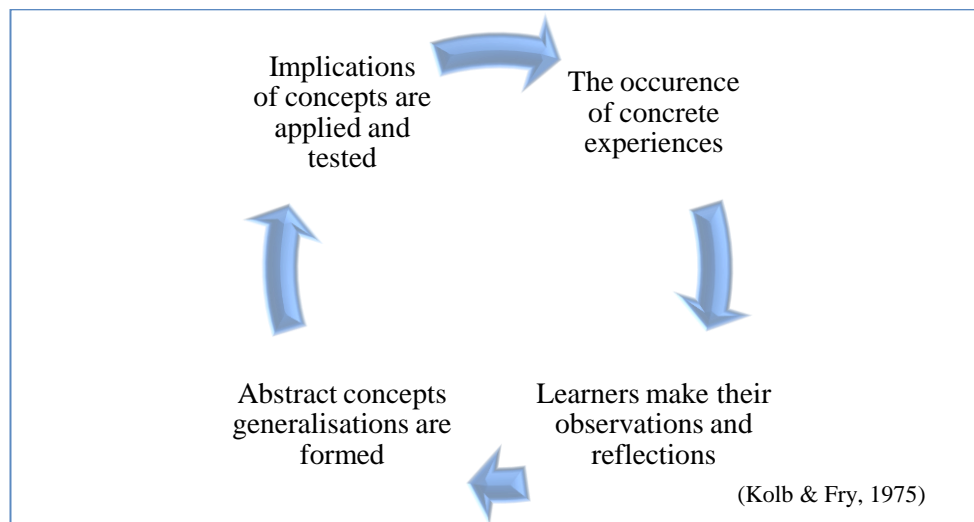 Implications
of concepts are
applied and
tested
The occurence
of concrete
experiences
Learners make their
observations and
reflections
Abstract concepts
generalisations are
formed
(Kolb & Fry, 1975)